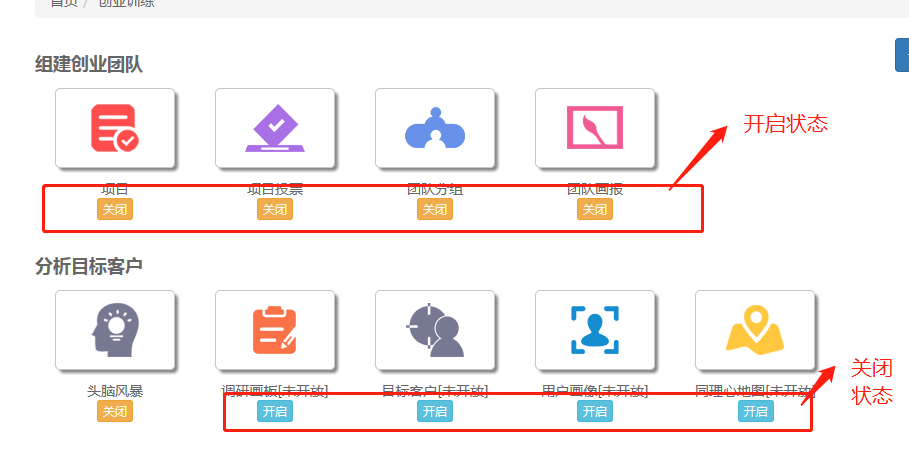 首页 / 创业训练
组建创业团队
开启状态
项目 项目投票 团队分组 团队画报
关闭 关闭 关闭 关闭
分析目标客户
头脑风暴 调研画板[未开放] 目标客户[未开放] 用户画像[未开放] 同理心地图[未开放]
关闭 开启 开启 开启 开启
关闭
状态